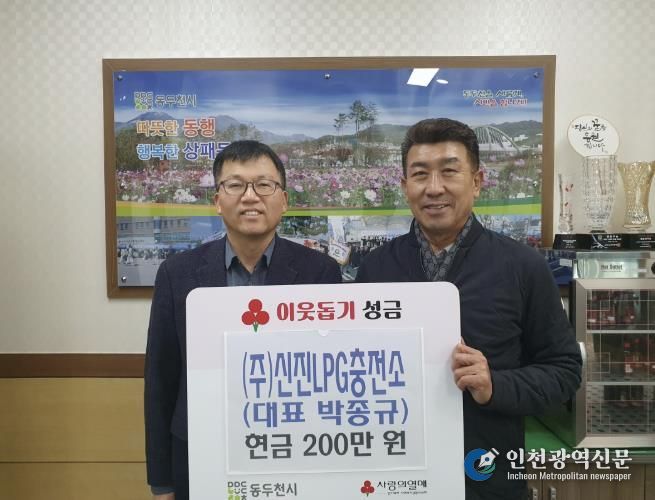 동두천시
따뜻한 동행
행복한 상패동
이웃돕기 성금
(주)신진LPG충전소
(대표 박종규)
현금 200만 원
동두천시
사랑의열매
인천광역신문
Incheon Metropolitan newspaper